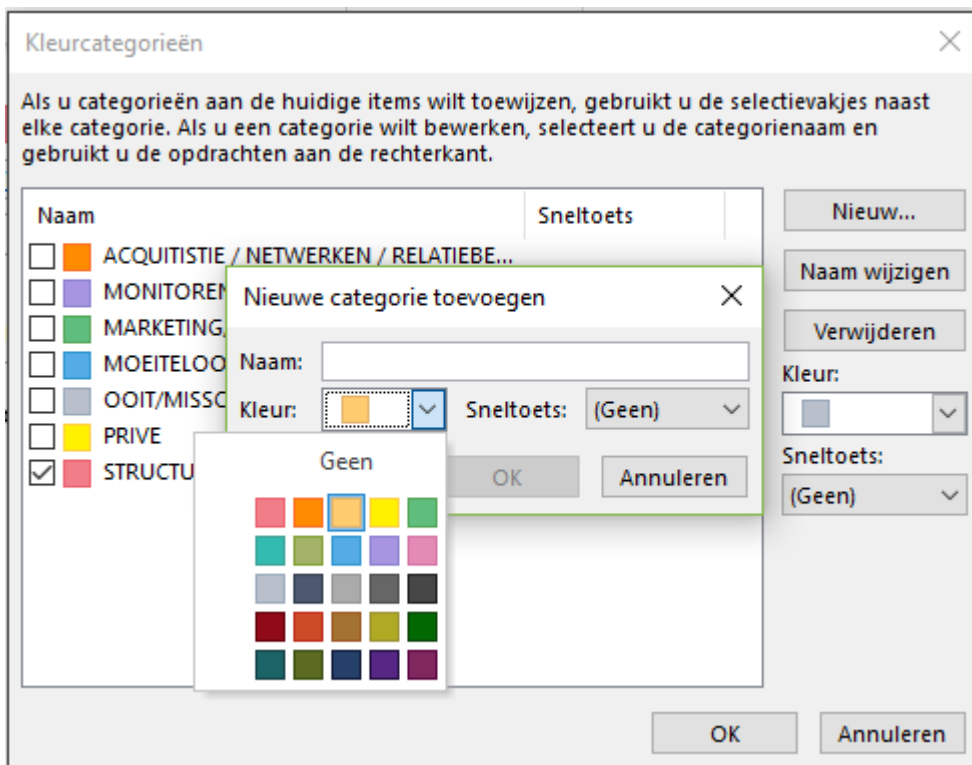 Kleurcategorieën
Als u categorieën aan de huidige items wilt toewijzen, gebruikt u de selectievakjes naast
elke categorie. Als u een categorie wilt bewerken, selecteert u de categorienaam en
gebruikt u de opdrachten aan de rechterkant.
Naam Sneltoets
Nieuw...
ACQUITISTIE / NETWERKEN / RELATIEBE...
Naam wijzigen
MONITOREN
Nieuwe categorie toevoegen
MARKETING/
Verwijderen
MOEITELOO
Naam:
Kleur:
OOIT/MISSC
Kleur: Sneltoets: (Geen)
PRIVE
Sneltoets:
Geen
STRUCTU
OK Annuleren
(Geen)
OK Annuleren